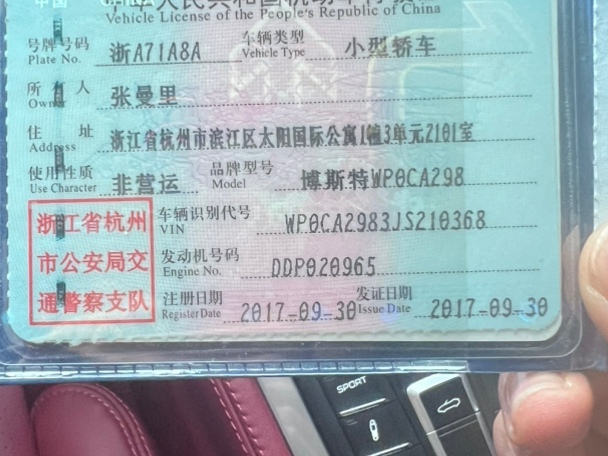 Vehicle License of the People's Republic of China
号牌号码 浙A71A8A 车辆类型 小型轿车
Plate No. Vehicle Type
所有人 张曼里
Owner
住址 浙江省杭州市滨江区太阳国际公寓1幢3单元2101室
Address
使用性质 非营运 品牌型号 博斯特WP0CA298
Use Character Model
浙江省杭州
市公安局交
通警察支队
车辆识别代号 WP0CA2983JS210368
VIN
发动机号码 DDP020965
Engine No.
注册日期 2017-09-30 发证日期 2017-09-30
Register Date Issue Date
SPORT